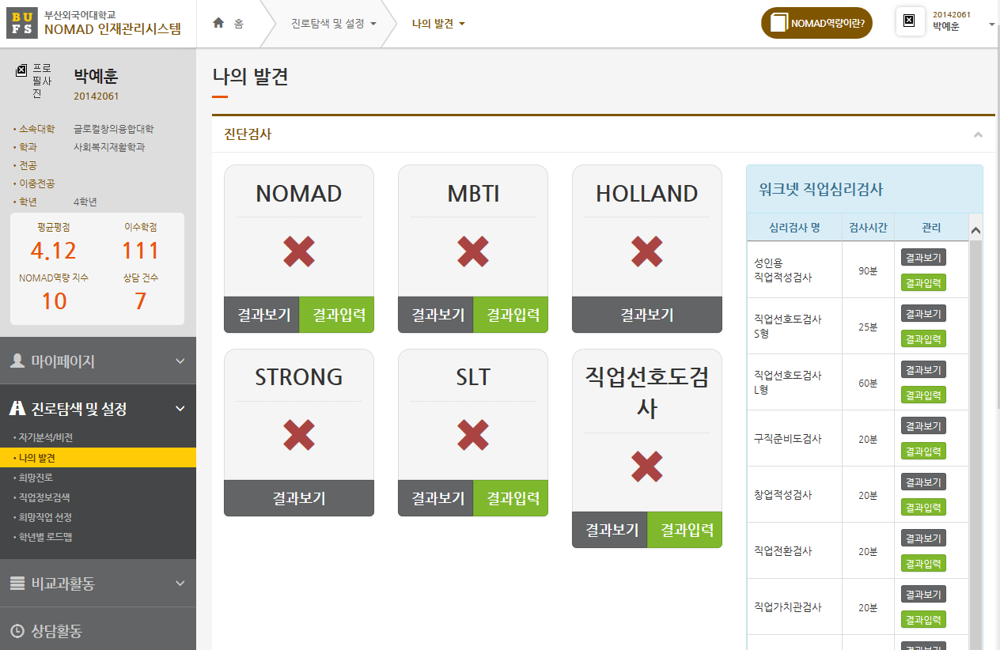 BU
FS
부산외국어대학교
NOMAD 인재관리시스템
홈
진로탐색 및 설정
나의 발견
NOMAD역량이란?
20142061
박예훈
프로
필사
진
박예훈
20142061
• 소속대학 글로컬창의융합대학
• 학과 사회복지재활학과
• 전공
• 이중전공
• 학년 4학년
평균평점 이수학점
4.12 111
NOMAD역량 지수 상담 건수
10 7
마이페이지
진로탐색 및 설정
• 자기분석/비전
• 나의 발견
• 희망진로
• 직업정보검색
• 희망직업 선정
• 학년별 로드맵
비교과활동
상담활동
나의 발견
진단검사
NOMAD
결과보기 결과입력
MBTI
결과보기 결과입력
HOLLAND
결과보기
STRONG
결과보기
SLT
결과보기 결과입력
직업선호도검
사
결과보기 결과입력
워크넷 직업심리검사
심리검사 명 검사시간 관리
성인용
직업적성검사
90분
결과보기
결과입력
직업선호도검사
S형
25분
결과보기
결과입력
직업선호도검사
L형
60분
결과보기
결과입력
구직준비도검사
20분
결과보기
결과입력
창업적성검사
20분
결과보기
결과입력
직업전환검사
20분
결과보기
결과입력
직업가치관검사
20분
결과보기
결과입력
결과보기